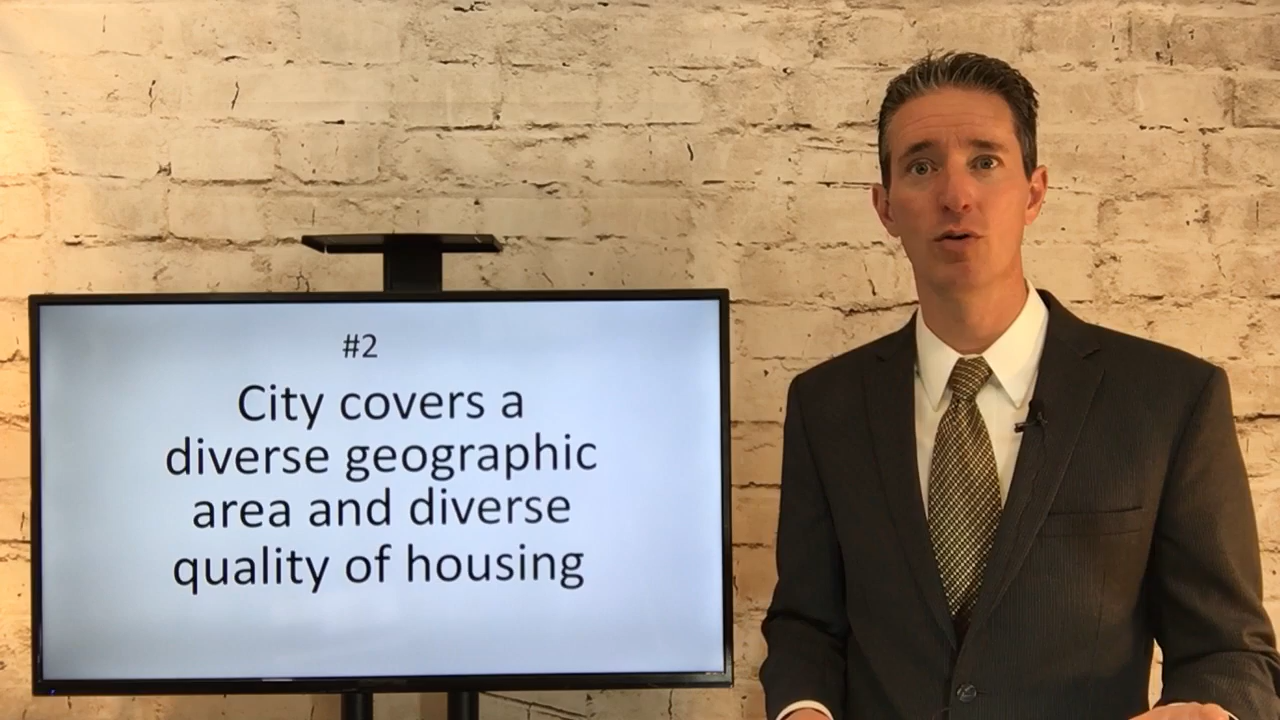 #2
City covers a
diverse geographic
area and diverse
quality of housing